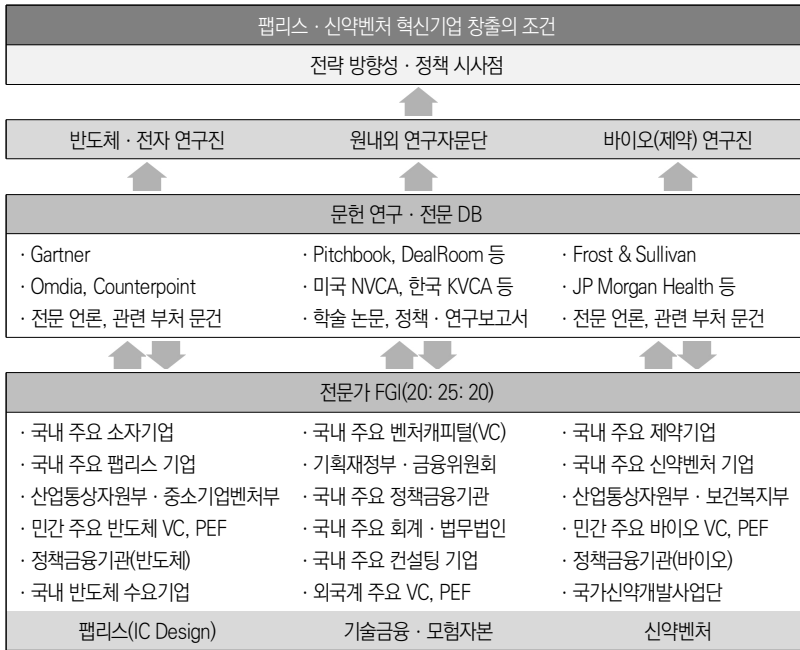 팹리스 · 신약벤처 혁신기업 창출의 조건
전략 방향성 · 정책 시사점
반도체 · 전자 연구진
원내외 연구자문단
바이오(제약) 연구진
문헌 연구 · 전문 DB
· Gartner
· Omdia, Counterpoint
· 전문 언론, 관련 부처 문건
· Pitchbook, DealRoom 등
· 미국 NVCA, 한국 KVCA 등
· 학술 논문, 정책 · 연구보고서
· Frost & Sullivan
· JP Morgan Health 등
· 전문 언론, 관련 부처 문건
전문가 FGI(20: 25: 20)
· 국내 주요 소자기업
· 국내 주요 팹리스 기업
· 산업통상자원부 · 중소기업벤처부
· 민간 주요 반도체 VC, PEF
· 정책금융기관(반도체)
· 국내 반도체 수요기업
· 국내 주요 벤처캐피털(VC)
· 기획재정부 · 금융위원회
· 국내 주요 정책금융기관
· 국내 주요 회계 · 법무법인
· 국내 주요 컨설팅 기업
· 외국계 주요 VC, PEF
· 국내 주요 제약기업
· 국내 주요 신약벤처 기업
· 산업통상자원부 · 보건복지부
· 민간 주요 바이오 VC, PEF
· 정책금융기관(바이오)
· 국가신약개발사업단
팹리스(IC Design)
기술금융 · 모험자본
신약벤처